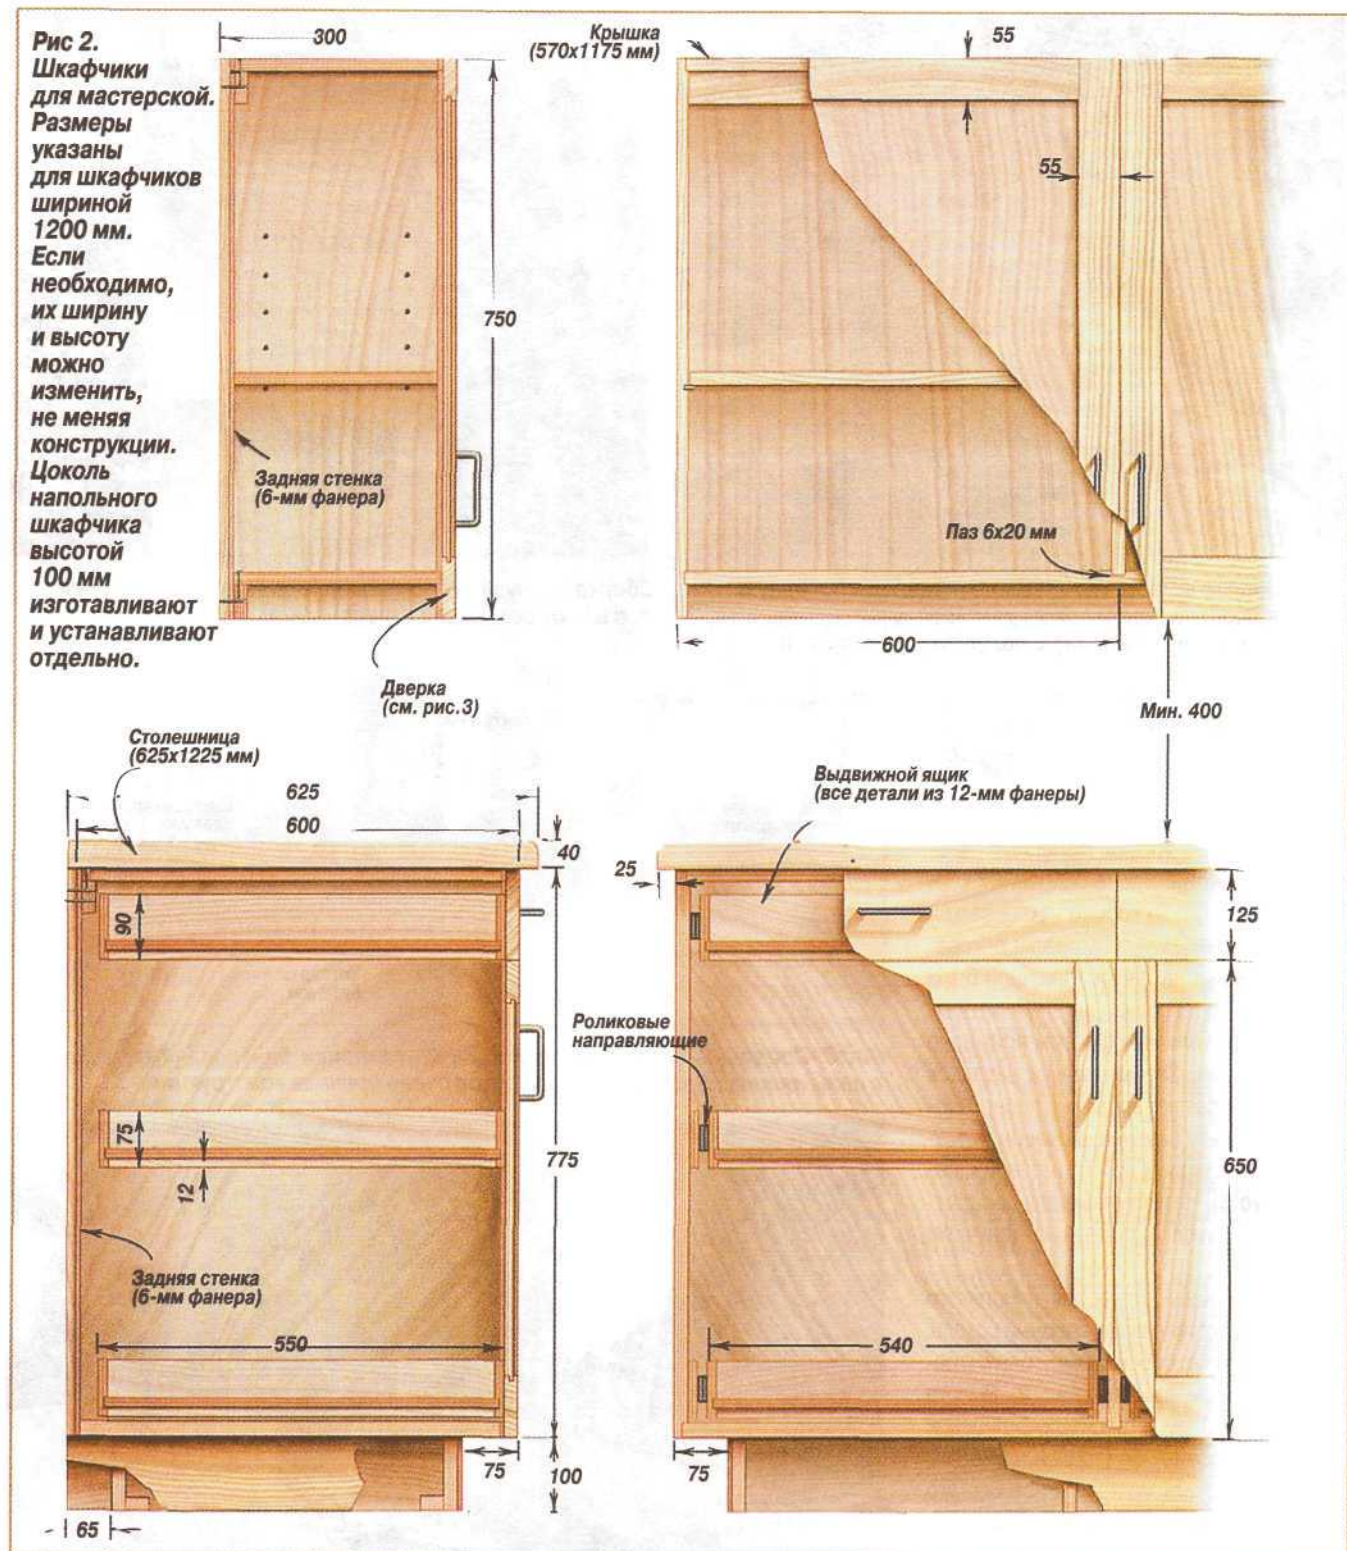 Рис 2.
Шкафчики
для мастерской.
Размеры
указаны
для шкафчиков
шириной
1200 мм.
Если
необходимо,
их ширину
и высоту
можно
изменить,
не меняя
конструкции.
Цоколь
напольного
шкафчика
высотой
100 мм
изготавливают
и устанавливают
отдельно.
300
750
Задняя стенка
(6-мм фанера)
Дверка
(см. рис.3)
Крышка
(570х1175 мм)
55
55
Паз 6х20 мм
600
Мин. 400
Столешница
(625х1225 мм)
625
600
40
90
75
12
775
Задняя стенка
(6-мм фанера)
550
75
100
65
Выдвижной ящик
(все детали из 12-мм фанеры)
25
125
Роликовые
направляющие
650
540
75